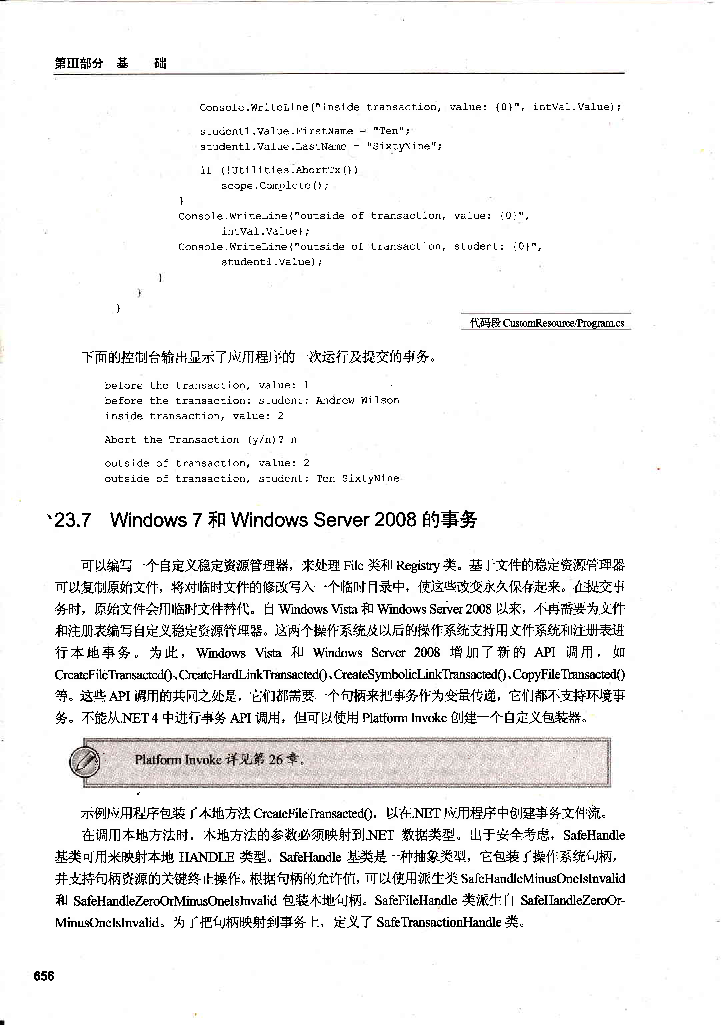 第III部分 基 础
Console.WriteLine("inside transaction, value: {0}", intVal.Value);
student1.Value.FirstName = "Ten";
student1.Value.LastName = "SixtyNine";
if (!Utilities.AbortTx())
scope.Complete();
}
Console.WriteLine("outside of transaction, value: {0}",
intVal.Value);
Console.WriteLine("outside of transaction, student: {0}",
student1.Value);
}
}
}
代码段 CustomResource/Program.cs
下面的控制台输出显示了应用程序的一次运行及提交的事务。
before the transaction, value: 1
before the transaction: student: Andrew Wilson
inside transaction, value: 2
Abort the Transaction (y/n)? n
outside of transaction, value: 2
outside of transaction, student: Ten SixtyNine
23.7 Windows 7 和 Windows Server 2008 的事务
可以编写一个自定义稳定资源管理器，来处理 File 类和 Registry 类。基于文件的稳定资源管理器
可以复制原始文件，将对临时文件的修改写入一个临时目录中，使这些改变永久保存起来。在提交事
务时，原始文件会用临时文件替代。自 Windows Vista 和 Windows Server 2008 以来，不再需要为文件
和注册表编写自定义稳定资源管理器。这两个操作系统及以后的操作系统支持用文件系统和注册表进
行本地事务。为此，Windows Vista 和 Windows Server 2008 增加了新的 API 调用，如
CreateFileTransacted()、CreateHardLinkTransacted()、CreateSymbolicLinkTransacted()、CopyFileTransacted()
等。这些 API 调用的共同之处是，它们都需要一个句柄来把事务作为变量传递，它们都不支持环境事
务。不能从.NET 4 中进行事务 API 调用，但可以使用 Platform Invoke 创建一个自定义包装器。
Platform Invoke 详见第 26 章。
示例应用程序包装了本地方法 CreateFileTransacted()，以在.NET 应用程序中创建事务文件流。
在调用本地方法时，本地方法的参数必须映射到.NET 数据类型。出于安全考虑，SafeHandle
基类可用来映射本地 HANDLE 类型。SafeHandle 基类是一种抽象类型，它包装了操作系统句柄，
并支持句柄资源的关键终止操作。根据句柄的允许值，可以使用派生类 SafeHandleMinusOneIsInvalid
和 SafeHandleZeroOrMinusOneIsInvalid 包装本地句柄。SafeFileHandle 类派生自 SafeHandleZeroOr-
MinusOneIsInvalid。为了把句柄映射到事务上，定义了 SafeTransactionHandle 类。
656